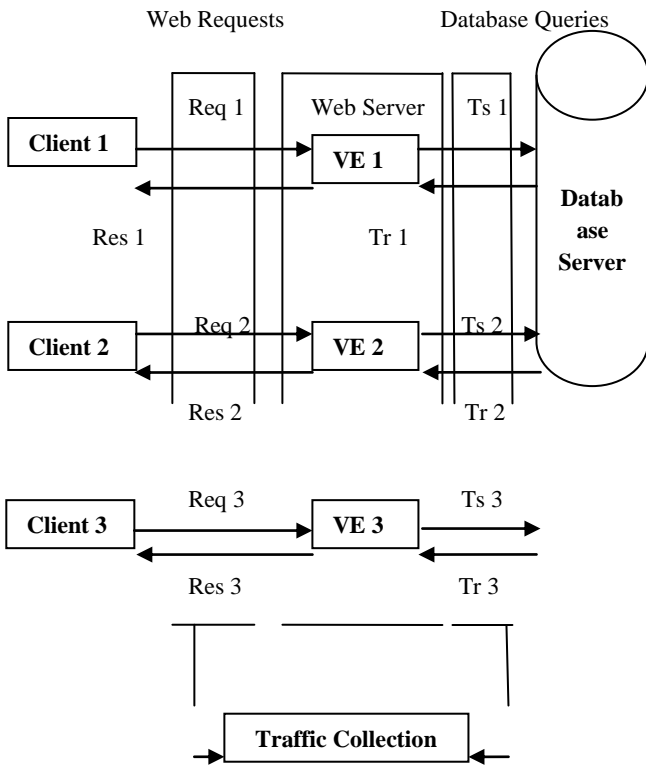 Web Requests Database Queries
Req 1 Web Server Ts 1
Client 1 VE 1
Res 1 Tr 1
Datab
ase
Server
Req 2 Ts 2
Client 2 VE 2
Res 2 Tr 2
Req 3 Ts 3
Client 3 VE 3
Res 3 Tr 3
Traffic Collection